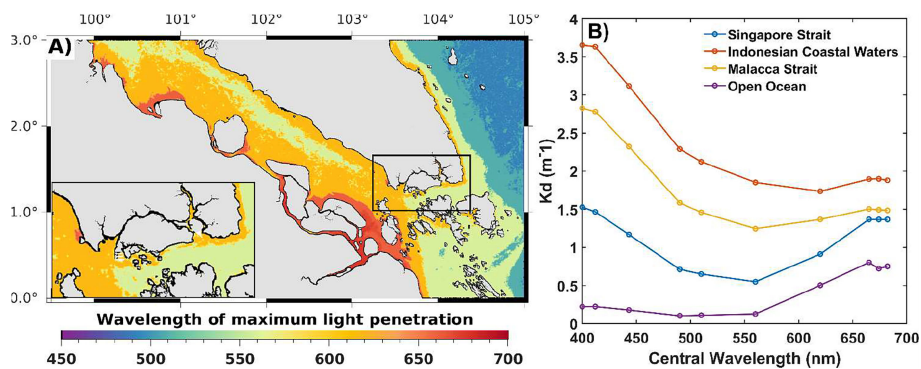 100° 101° 102° 103° 104° 105°
A)
3.0°
2.0°
1.0°
0.0°
Wavelength of maximum light penetration
450 500 550 600 650 700
B)
Singapore Strait
Indonesian Coastal Waters
Malacca Strait
Open Ocean
Kd (m-1)
4
3.5
3
2.5
2
1.5
1
0.5
0
400 450 500 550 600 650 700
Central Wavelength (nm)